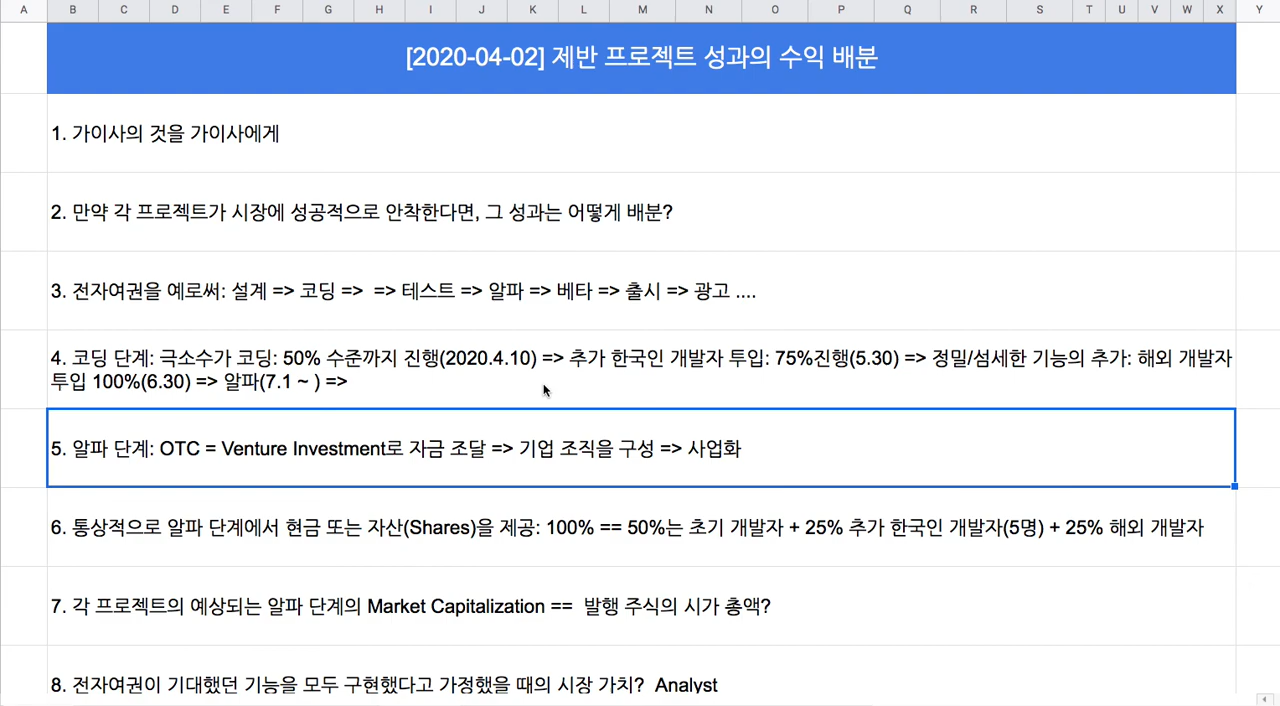 A B C D E F G H I J K L M N O P Q R S T U V W X Y
[2020-04-02] 제반 프로젝트 성과의 수익 배분
1. 가이사의 것을 가이사에게
2. 만약 각 프로젝트가 시장에 성공적으로 안착한다면, 그 성과는 어떻게 배분?
3. 전자여권을 예로써: 설계 => 코딩 =>  => 테스트 => 알파 => 베타 => 출시 => 광고 ....
4. 코딩 단계: 극소수가 코딩: 50% 수준까지 진행(2020.4.10) => 추가 한국인 개발자 투입: 75%진행(5.30) => 정밀/섬세한 기능의 추가: 해외 개발자
투입 100%(6.30) => 알파(7.1 ~ ) =>
5. 알파 단계: OTC = Venture Investment로 자금 조달 => 기업 조직을 구성 => 사업화
6. 통상적으로 알파 단계에서 현금 또는 자산(Shares)을 제공: 100% == 50%는 초기 개발자 + 25% 추가 한국인 개발자(5명) + 25% 해외 개발자
7. 각 프로젝트의 예상되는 알파 단계의 Market Capitalization ==  발행 주식의 시가 총액?
8. 전자여권이 기대했던 기능을 모두 구현했다고 가정했을 때의 시장 가치?  Analyst